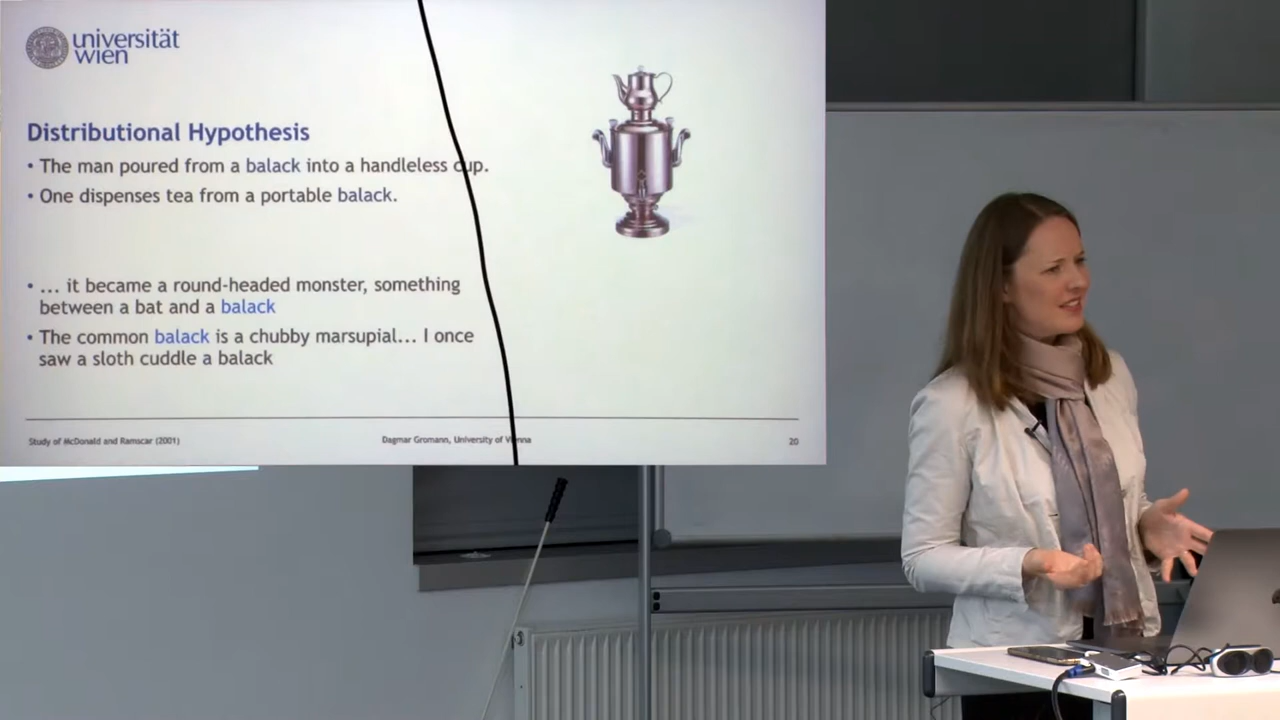 universität
wien
Distributional Hypothesis
• The man poured from a balack into a handleless cup.
• One dispenses tea from a portable balack.
• ... it became a round-headed monster, something
between a bat and a balack
• The common balack is a chubby marsupial... I once
saw a sloth cuddle a balack
Study of McDonald and Ramscar (2001) Dagmar Gromann, University of Vienna 20